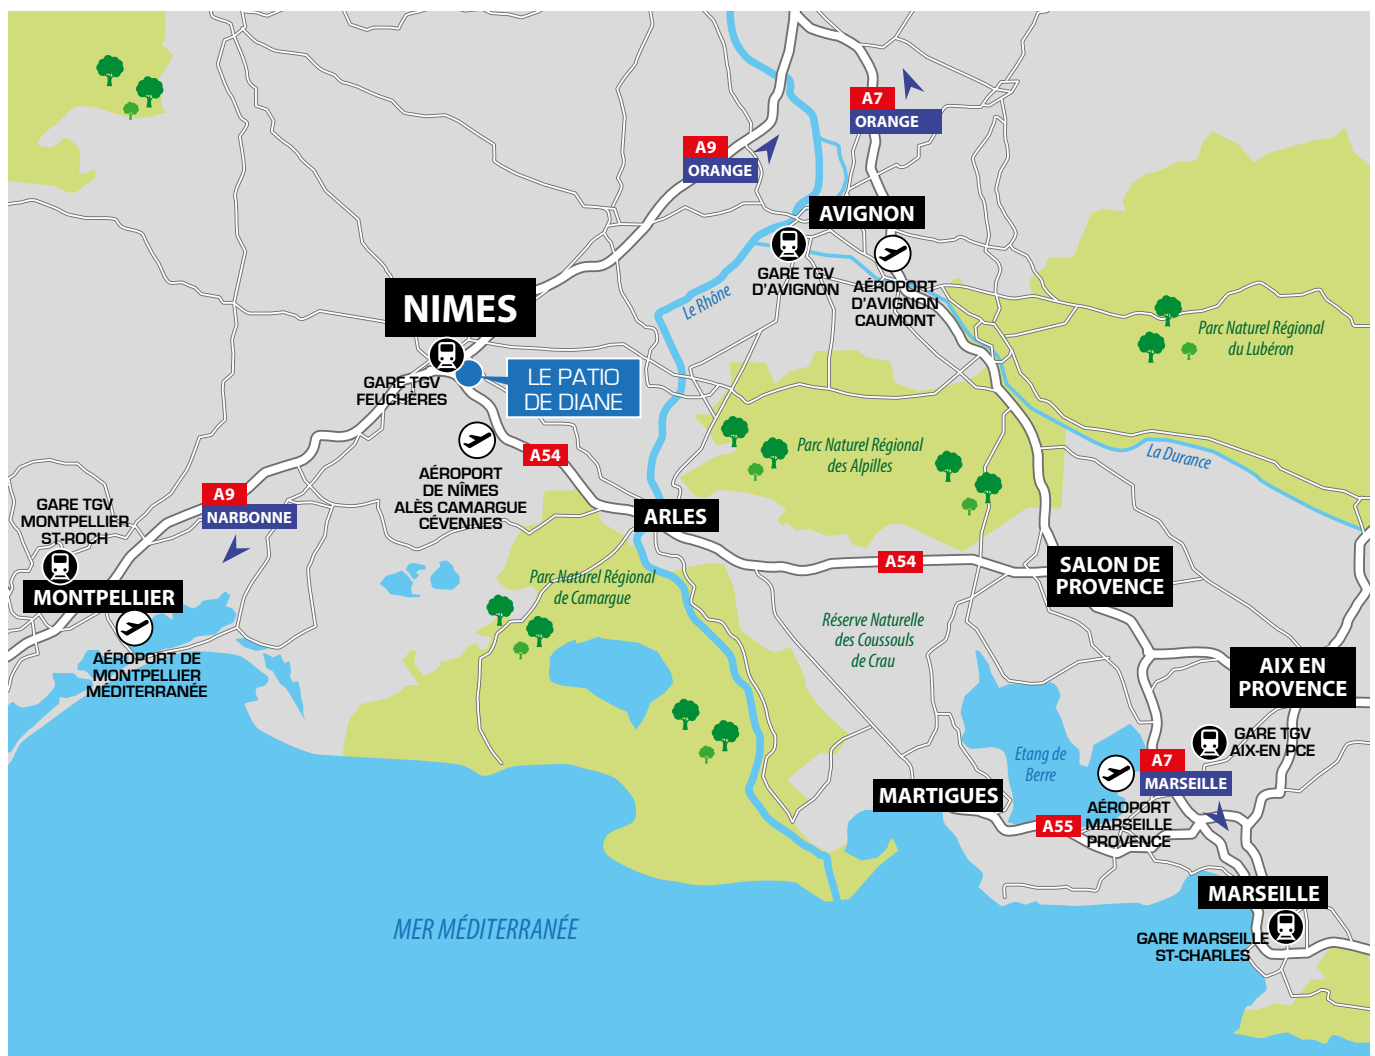 A7
ORANGE
A9
ORANGE
AVIGNON
GARE TGV
D'AVIGNON
AÉROPORT
D'AVIGNON
CAUMONT
NIMES
Le Rhône
Parc Naturel Régional
du Lubéron
GARE TGV
FEUCHÈRES
LE PATIO
DE DIANE
A54
Parc Naturel Régional
des Alpilles
La Durance
AÉROPORT
DE NÎMES
ALÈS CAMARGUE
CÉVENNES
A9
NARBONNE
GARE TGV
MONTPELLIER
ST-ROCH
ARLES
A54
SALON DE
PROVENCE
MONTPELLIER
Parc Naturel Régional
de Camargue
Réserve Naturelle
des Coussouls
de Crau
AÉROPORT DE
MONTPELLIER
MÉDITERRANÉE
AIX EN
PROVENCE
GARE TGV
AIX-EN PCE
Etang de
Berre
A7
MARSEILLE
MARTIGUES
A55
AÉROPORT
MARSEILLE
PROVENCE
MARSEILLE
GARE MARSEILLE
ST-CHARLES
MER MÉDITERRANÉE